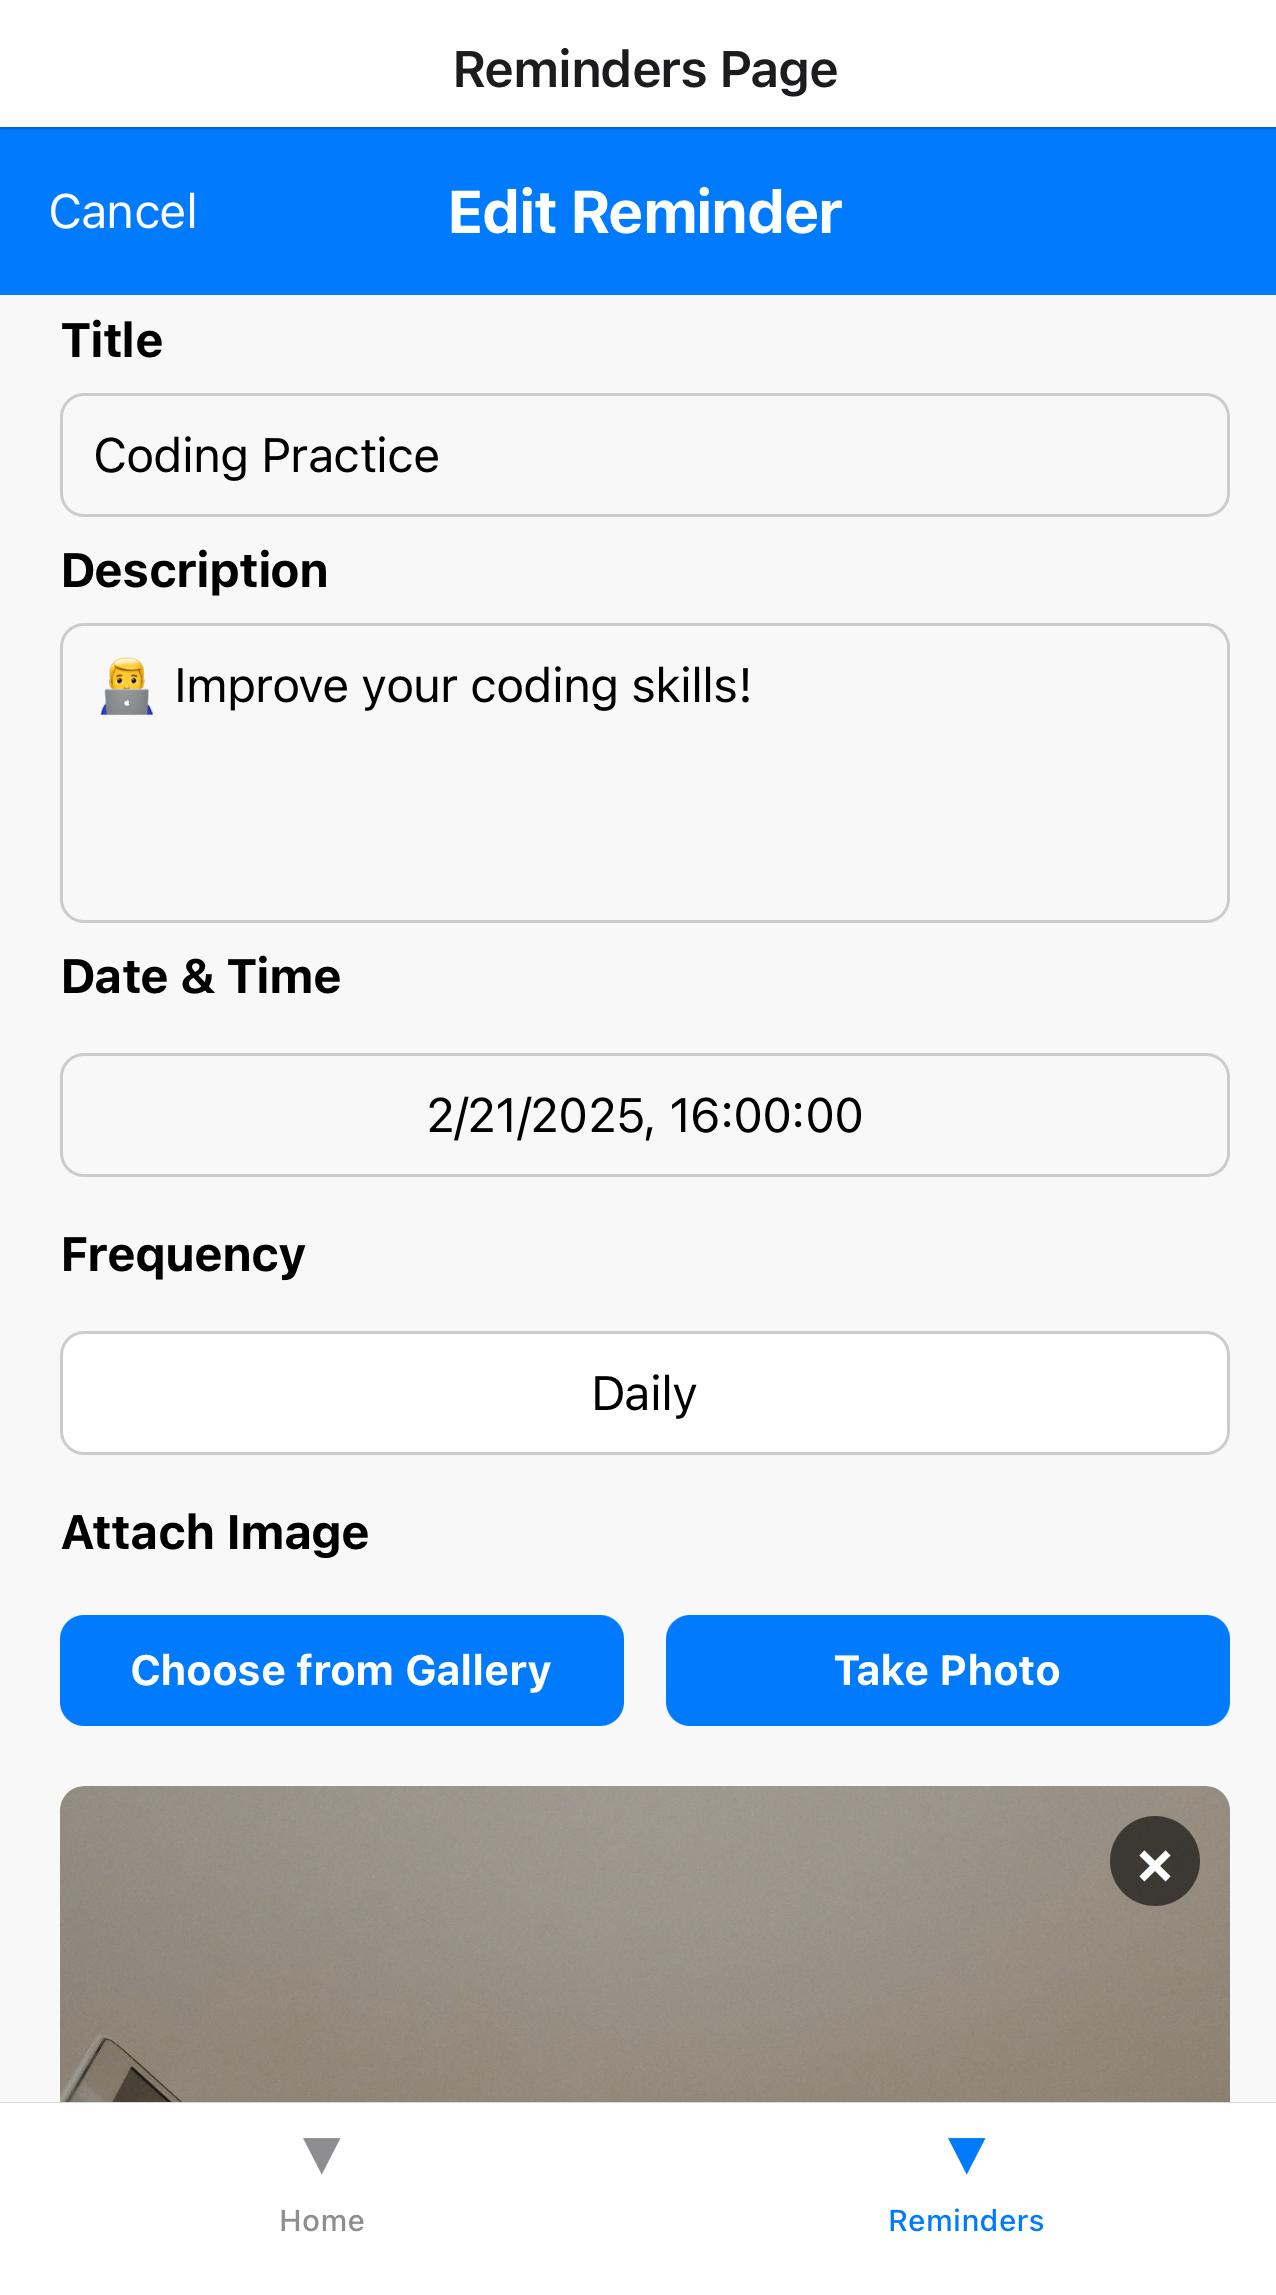 Reminders Page
Cancel
Edit Reminder
Title
Coding Practice
Description
👨‍💻 Improve your coding skills!
Date & Time
2/21/2025, 16:00:00
Frequency
Daily
Attach Image
Choose from Gallery
Take Photo
×
Home
Reminders